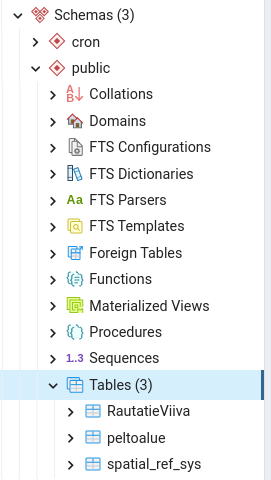 Schemas (3)
cron
public
Collations
Domains
FTS Configurations
FTS Dictionaries
Aa FTS Parsers
FTS Templates
Foreign Tables
Functions
Materialized Views
Procedures
1..3 Sequences
Tables (3)
RautatieViiva
peltoalue
spatial_ref_sys